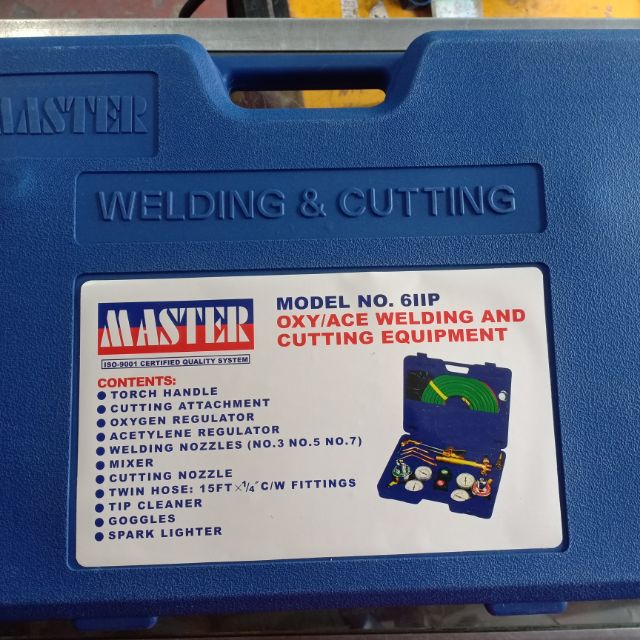 MASTER
WELDING & CUTTING
MASTER
ISO-9001 CERTIFIED QUALITY SYSTEM
MODEL NO. 6IIP
OXY/ACE WELDING AND
CUTTING EQUIPMENT
CONTENTS:
● TORCH HANDLE
● CUTTING ATTACHMENT
● OXYGEN REGULATOR
● ACETYLENE REGULATOR
● WELDING NOZZLES (NO.3 NO.5 NO.7)
● MIXER
● CUTTING NOZZLE
● TWIN HOSE: 15FT×1/4" C/W FITTINGS
● TIP CLEANER
● GOGGLES
● SPARK LIGHTER